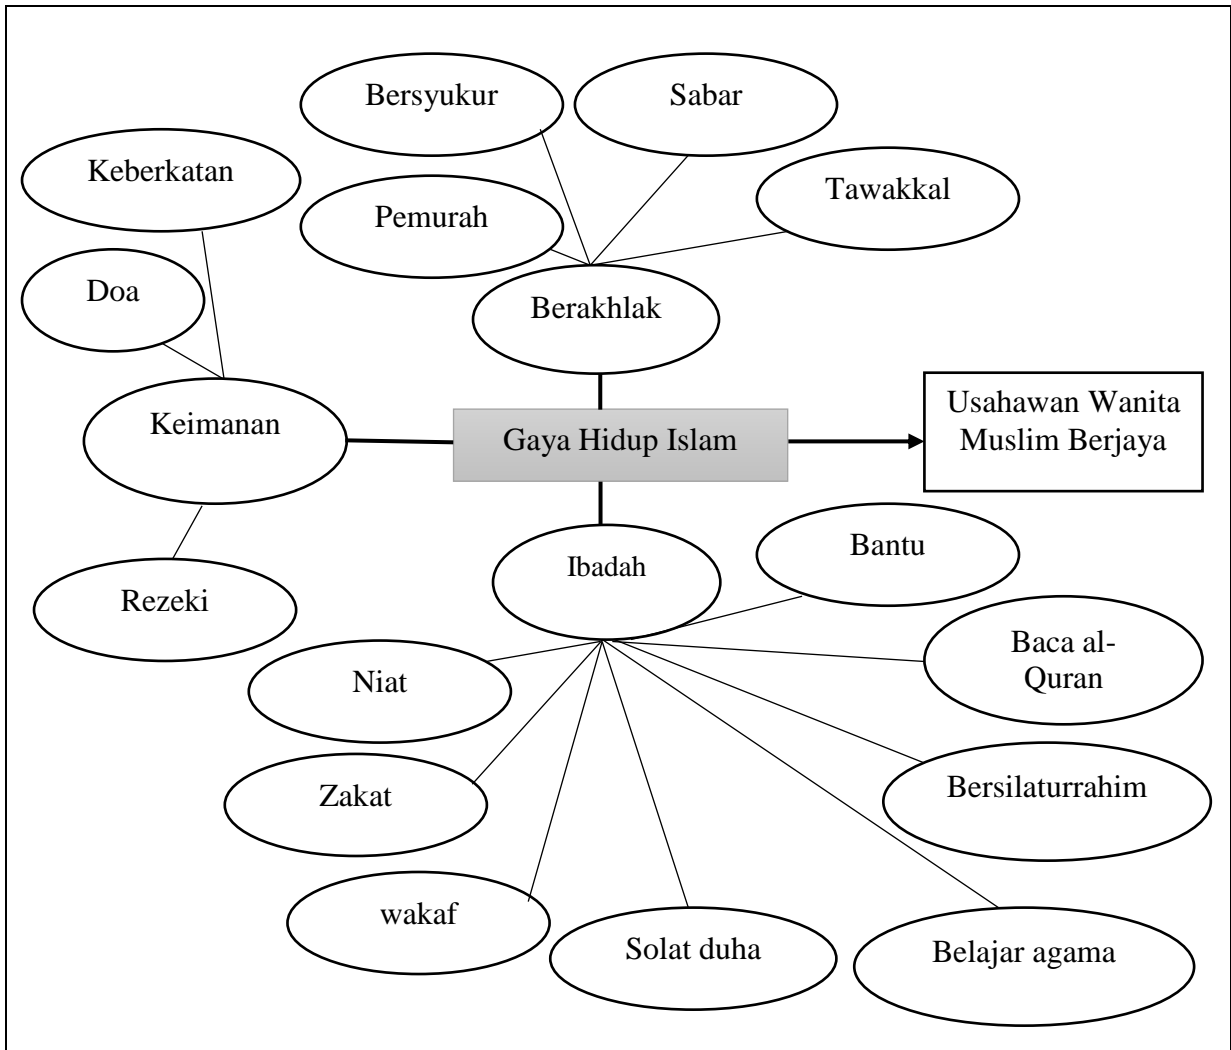 Bersyukur
Sabar
Keberkatan
Tawakkal
Pemurah
Doa
Berakhlak
Keimanan
Gaya Hidup Islam
Usahawan Wanita
Muslim Berjaya
Bantu
Ibadah
Rezeki
Baca al-
Quran
Niat
Zakat
Bersilaturrahim
wakaf
Solat duha
Belajar agama